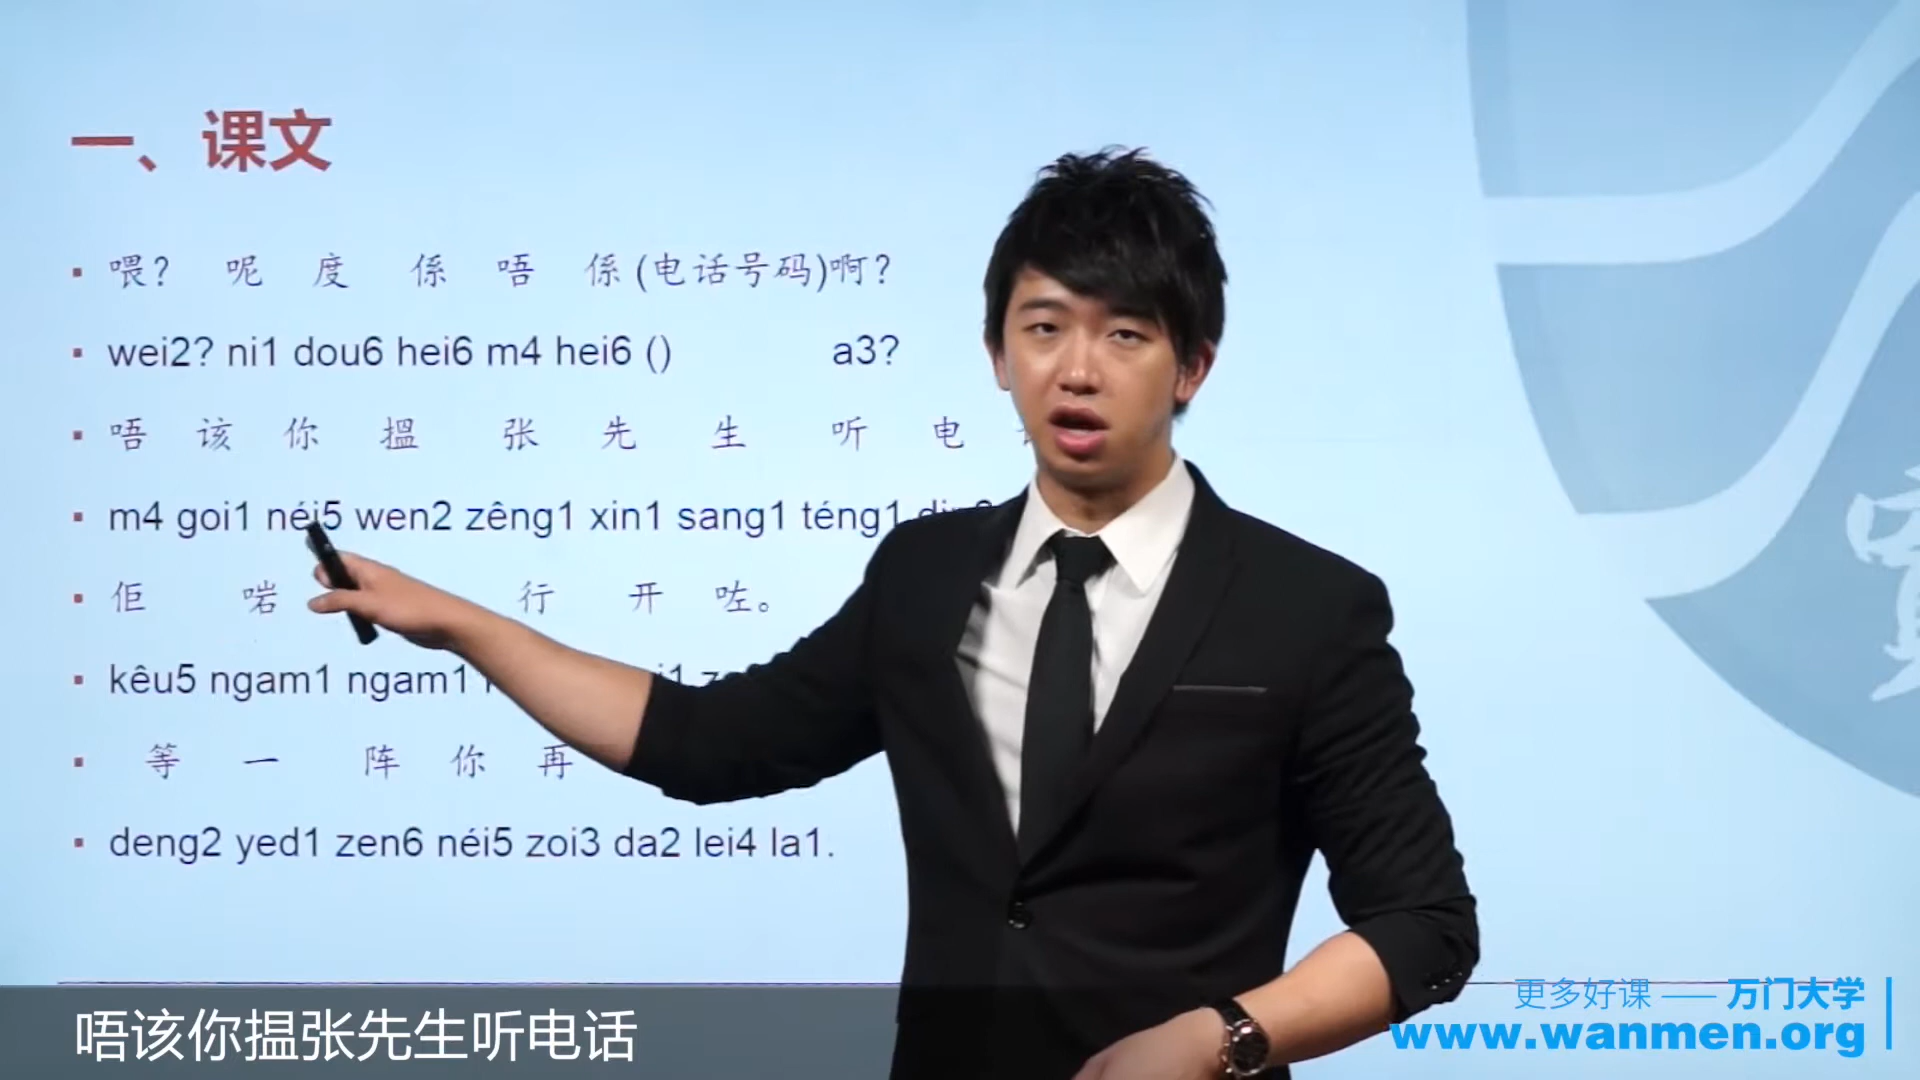 一、课文
喂? 呢 度 係 唔 係 (电话号码)啊?
wei2? ni1 dou6 hei6 m4 hei6 () a3?
唔 该 你 揾 张 先 生 听 电
m4 goi1 néi5 wen2 zêng1 xin1 sang1 téng1
佢 啱 行 开 咗。
kêu5 ngam1 ngam1
等 一 阵 你 再
deng2 yed1 zen6 néi5 zoi3 da2 lei4 la1.
唔该你揾张先生听电话
更多好课 —— 万门大学
www.wanmen.org